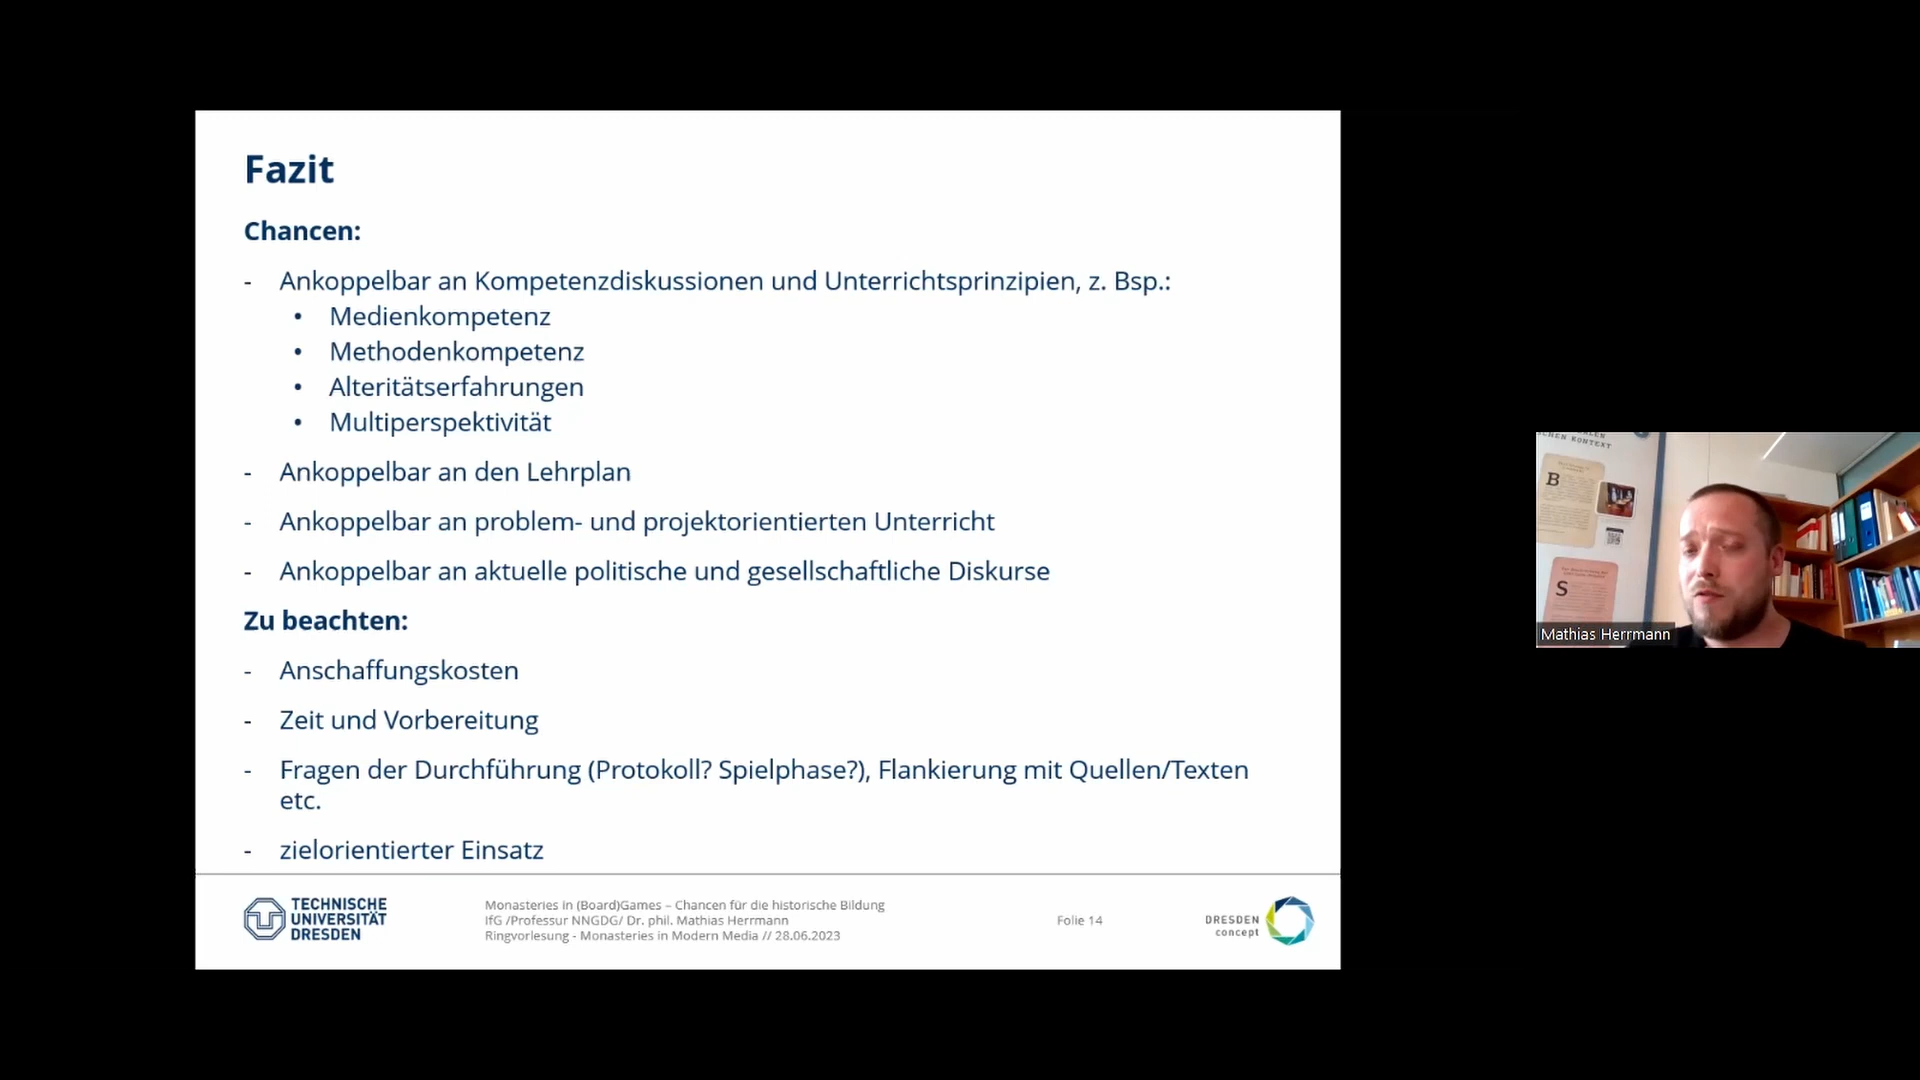 Fazit
Chancen:
- Ankoppelbar an Kompetenzdiskussionen und Unterrichtsprinzipien, z. Bsp.:
• Medienkompetenz
• Methodenkompetenz
• Alteritätserfahrungen
• Multiperspektivität
- Ankoppelbar an den Lehrplan
- Ankoppelbar an problem- und projektorientierten Unterricht
- Ankoppelbar an aktuelle politische und gesellschaftliche Diskurse
Zu beachten:
- Anschaffungskosten
- Zeit und Vorbereitung
- Fragen der Durchführung (Protokoll? Spielphase?), Flankierung mit Quellen/Texten
etc.
- zielorientierter Einsatz
TECHNISCHE
UNIVERSITÄT
DRESDEN
Monasteries in (Board)Games – Chancen für die historische Bildung
IfG /Professur NNGDG/ Dr. phil. Mathias Herrmann
Ringvorlesung - Monasteries in Modern Media // 28.06.2023
Folie 14
DRESDEN
concept
KONTEXT
B
S
Mathias Herrmann